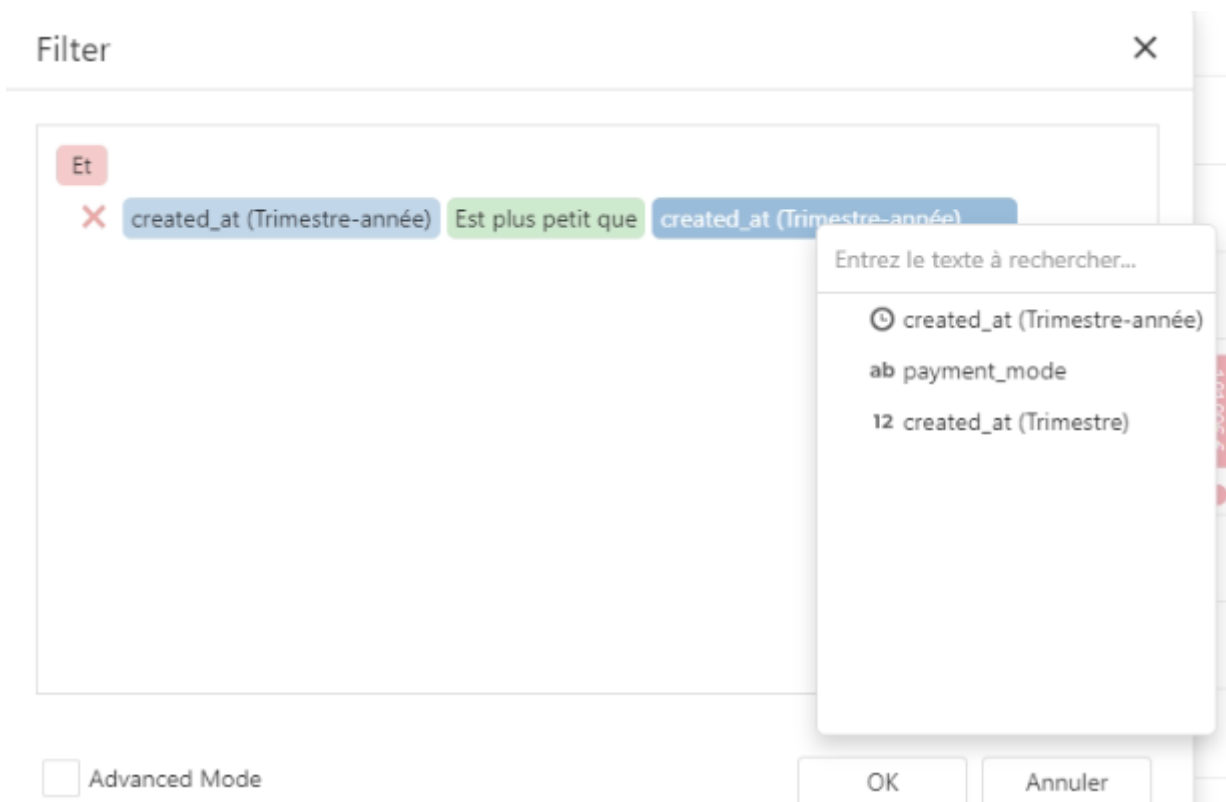 Filter
Et
created_at (Trimestre-année) Est plus petit que created_at (Trimestre-année)
Entrez le texte à rechercher...
created_at (Trimestre-année)
ab payment_mode
12 created_at (Trimestre)
Advanced Mode
OK
Annuler